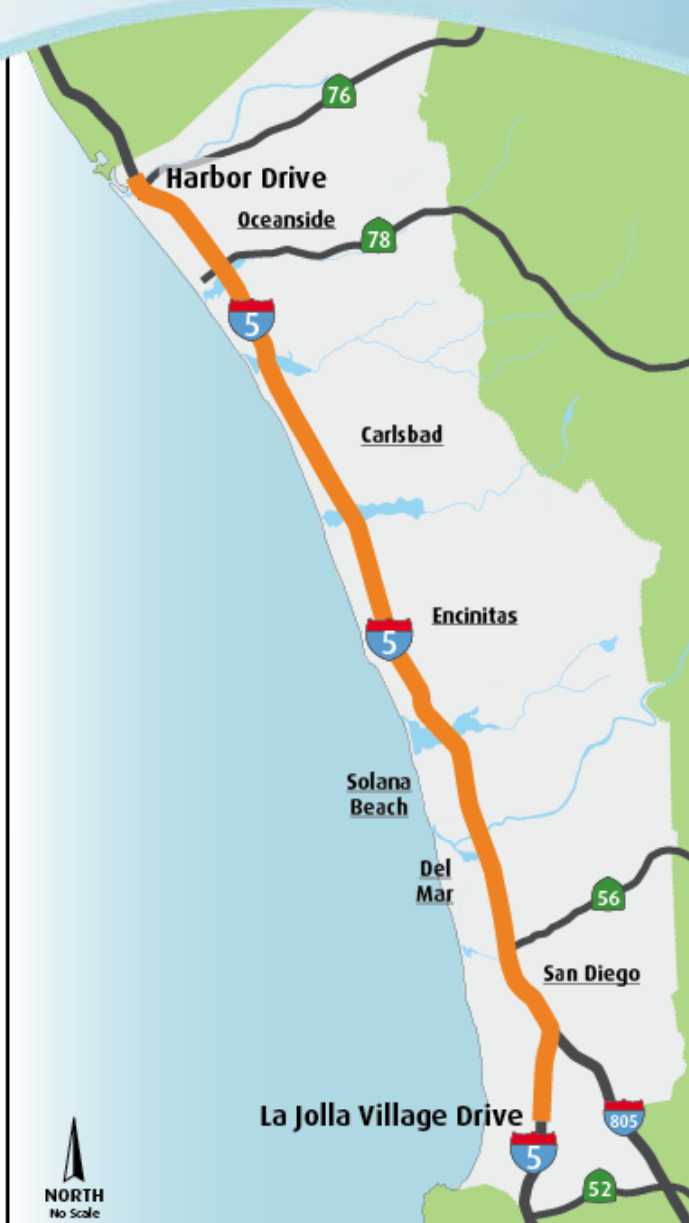 76
Harbor Drive
Oceanside
78
5
Carlsbad
Encinitas
5
Solana
Beach
Del
Mar
56
San Diego
La Jolla Village Drive
805
5
52
NORTH
No Scale